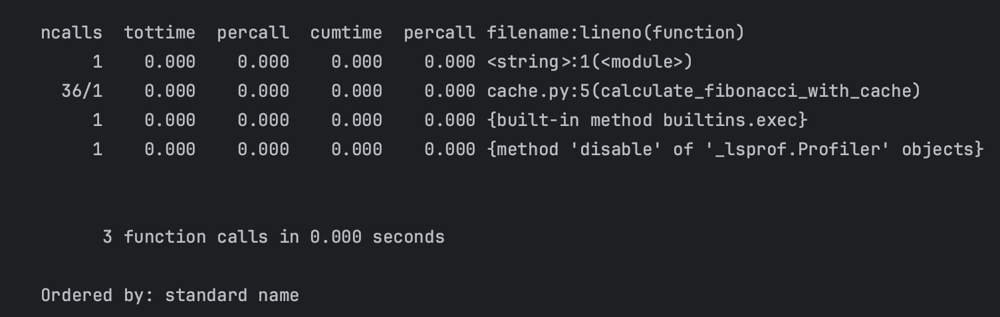 ncalls  tottime  percall  cumtime  percall filename:lineno(function)
     1    0.000    0.000    0.000    0.000 <string>:1(<module>)
  36/1    0.000    0.000    0.000    0.000 cache.py:5(calculate_fibonacci_with_cache)
     1    0.000    0.000    0.000    0.000 {built-in method builtins.exec}
     1    0.000    0.000    0.000    0.000 {method 'disable' of '_lsprof.Profiler' objects}
      3 function calls in 0.000 seconds
Ordered by: standard name